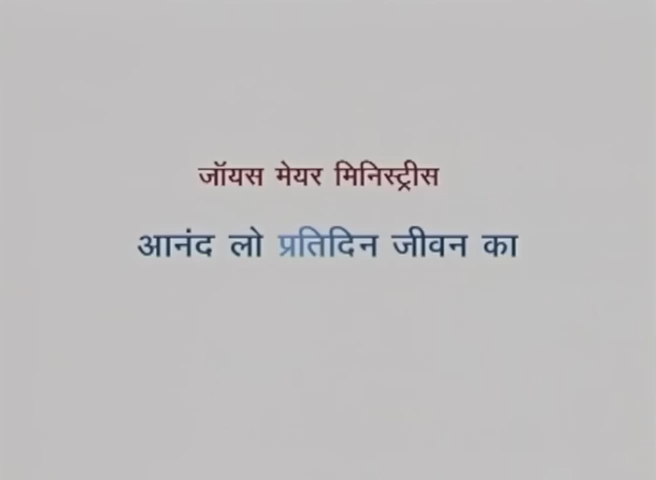 जॉयस मेयर मिनिस्ट्रीस
आनंद लो प्रतिदिन जीवन का